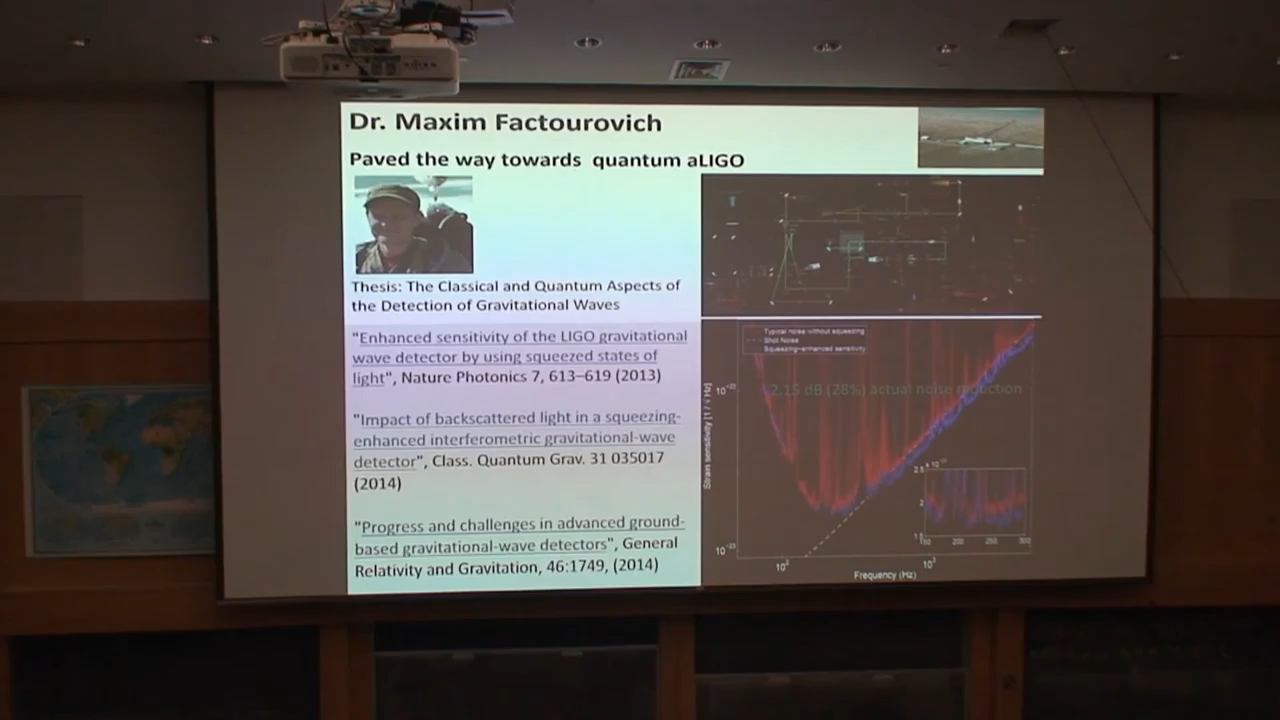 Dr. Maxim Factourovich
Paved the way towards quantum aLIGO
Thesis: The Classical and Quantum Aspects of
the Detection of Gravitational Waves
"Enhanced sensitivity of the LIGO gravitational
wave detector by using squeezed states of
light", Nature Photonics 7, 613–619 (2013)
"Impact of backscattered light in a squeezing-
enhanced interferometric gravitational-wave
detector", Class. Quantum Grav. 31 035017
(2014)
"Progress and challenges in advanced ground-
based gravitational-wave detectors", General
Relativity and Gravitation, 46:1749, (2014)
Typical noise without squeezing
Shot Noise
Squeezing-enhanced sensitivity
2.15 dB (28%) actual noise reduction
Strain sensitivity [1 / √ Hz]
200 250 300
10² 10³
Frequency (Hz)